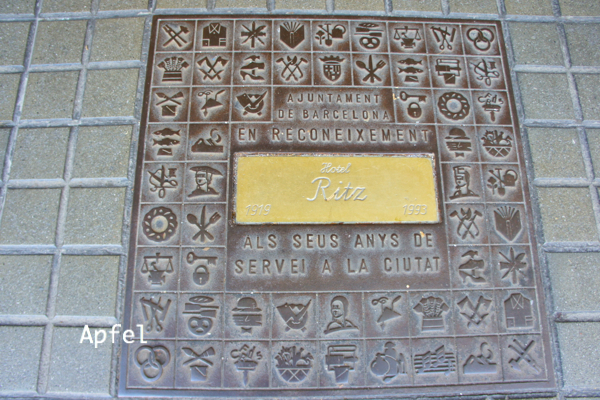 AJUNTAMENT
DE BARCELONA
EN RECONEIXEMENT
Hotel
Ritz
1919 1993
ALS SEUS ANYS DE
SERVEI A LA CIUTAT
Apfel